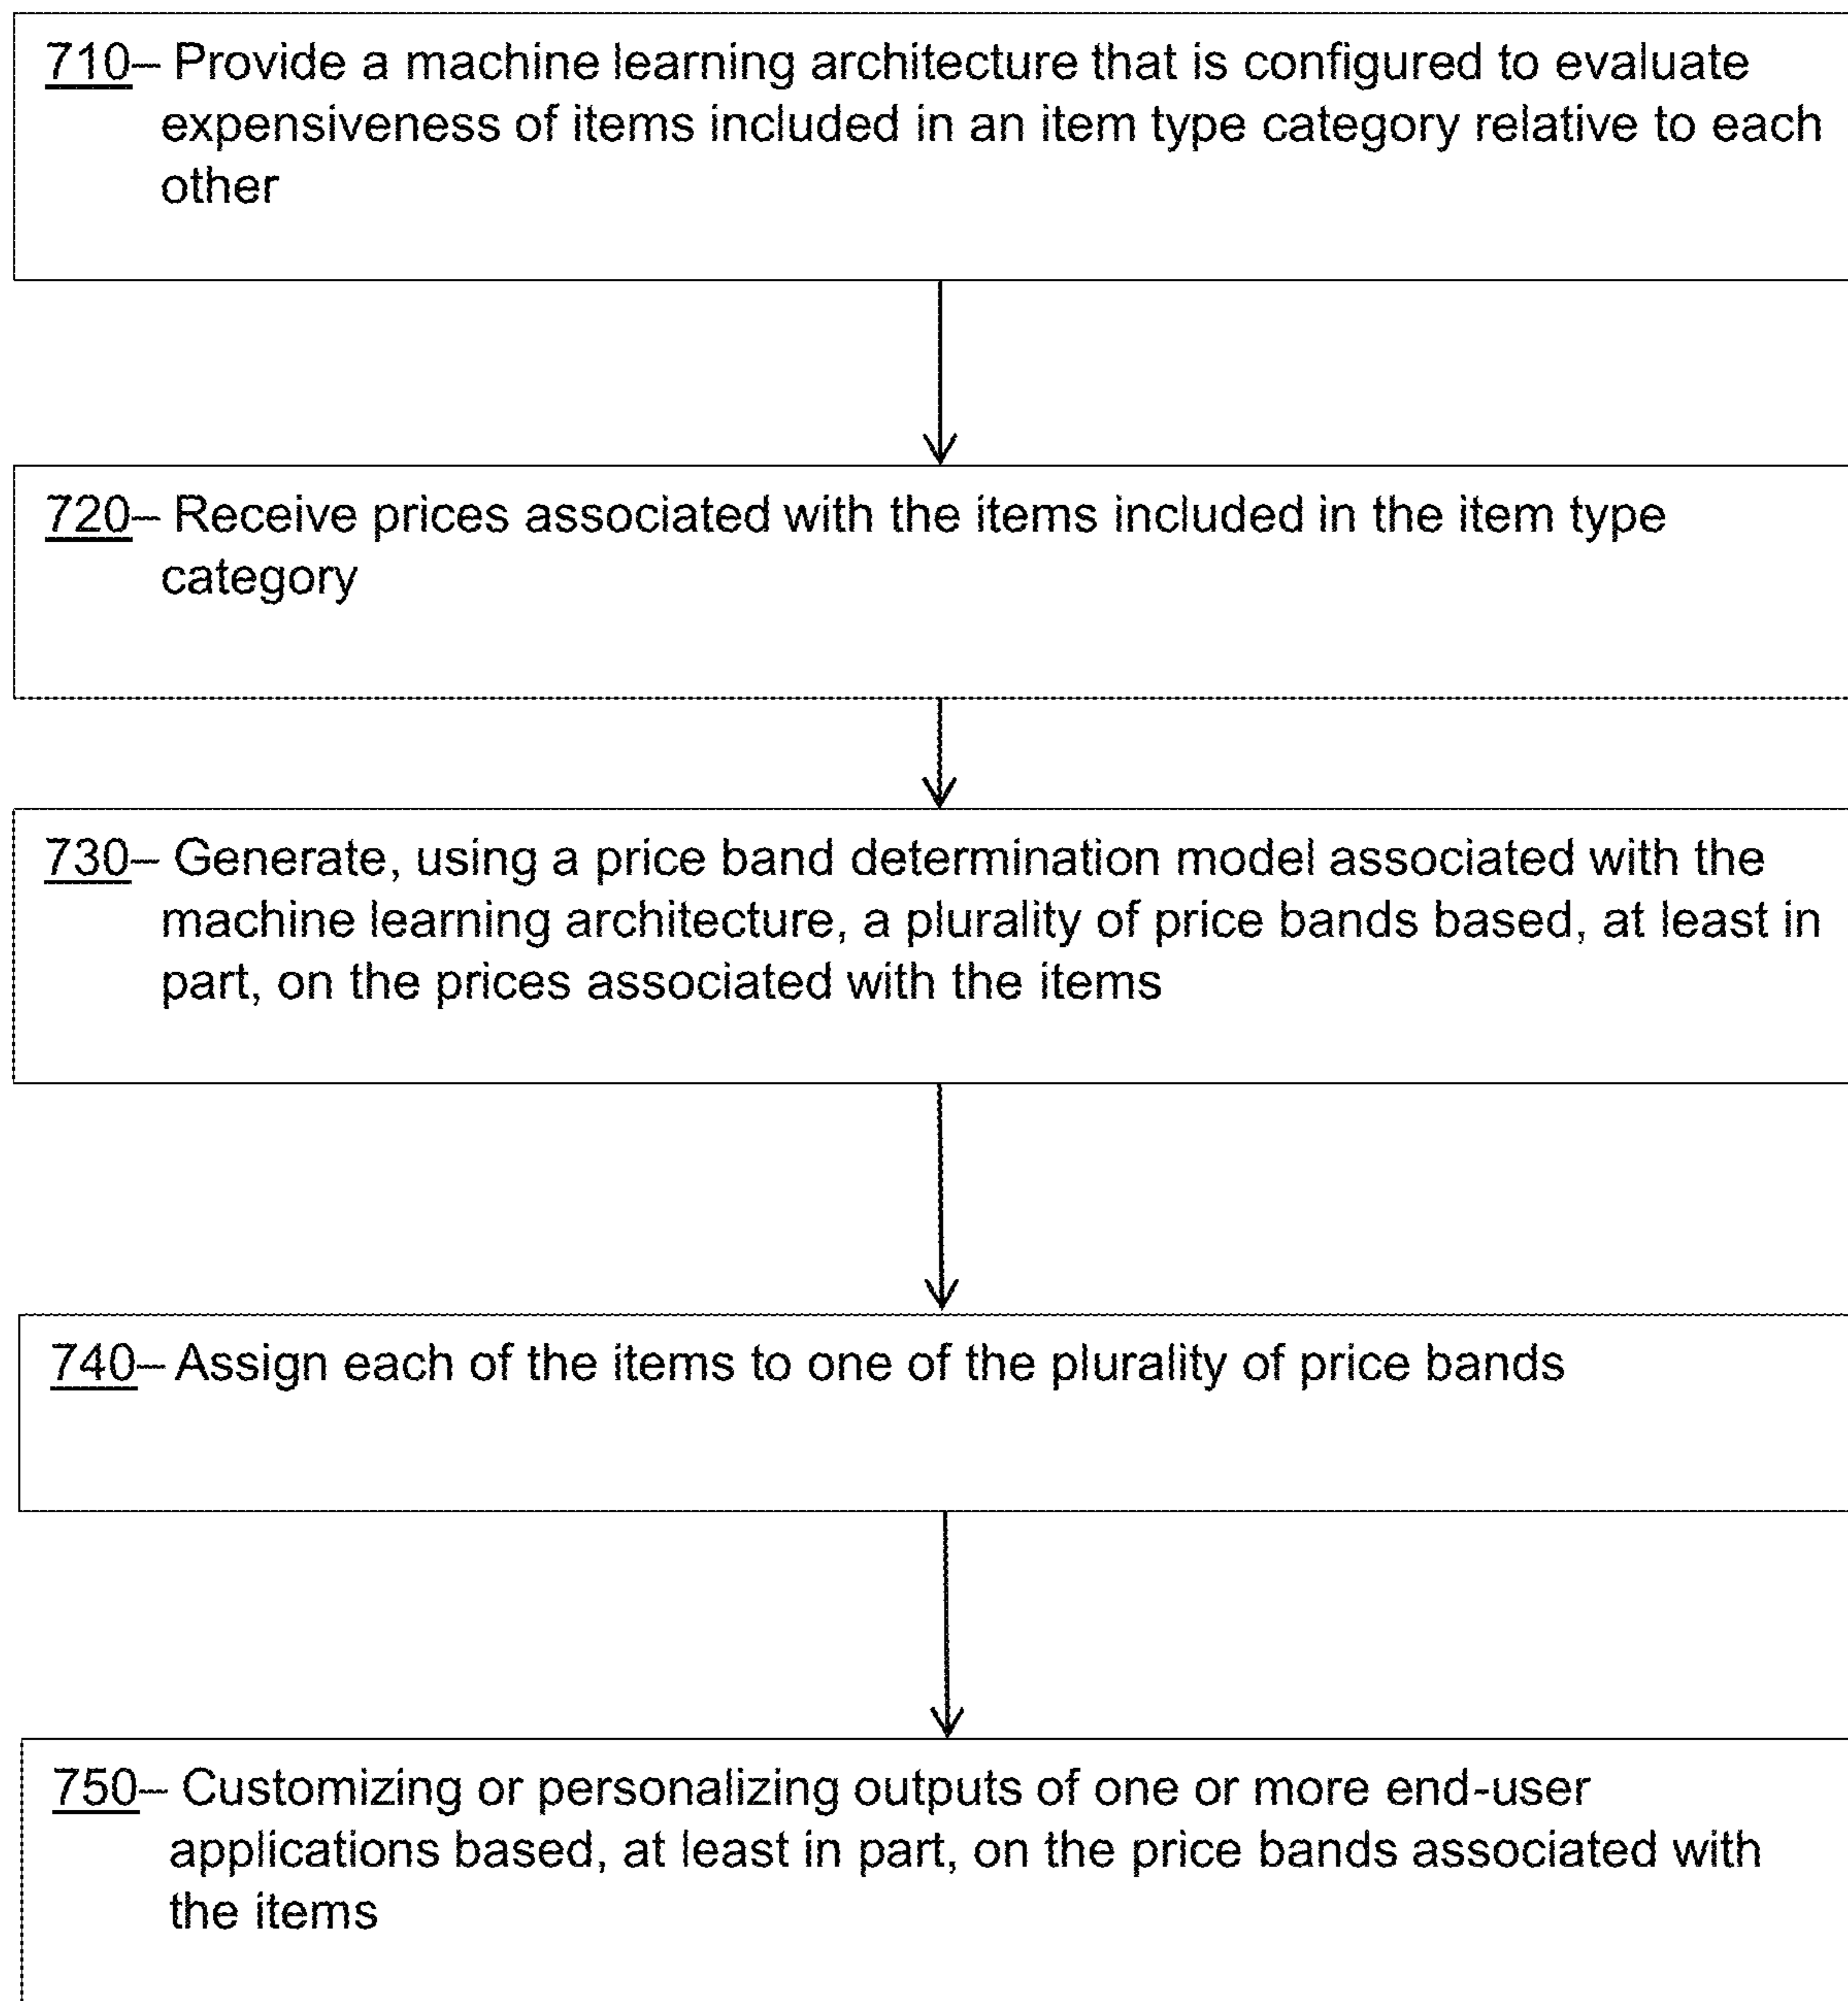 710– Provide a machine learning architecture that is configured to evaluate
expensiveness of items included in an item type category relative to each
other
720– Receive prices associated with the items included in the item type
category
730– Generate, using a price band determination model associated with the
machine learning architecture, a plurality of price bands based, at least in
part, on the prices associated with the items
740– Assign each of the items to one of the plurality of price bands
750– Customizing or personalizing outputs of one or more end-user
applications based, at least in part, on the price bands associated with
the items